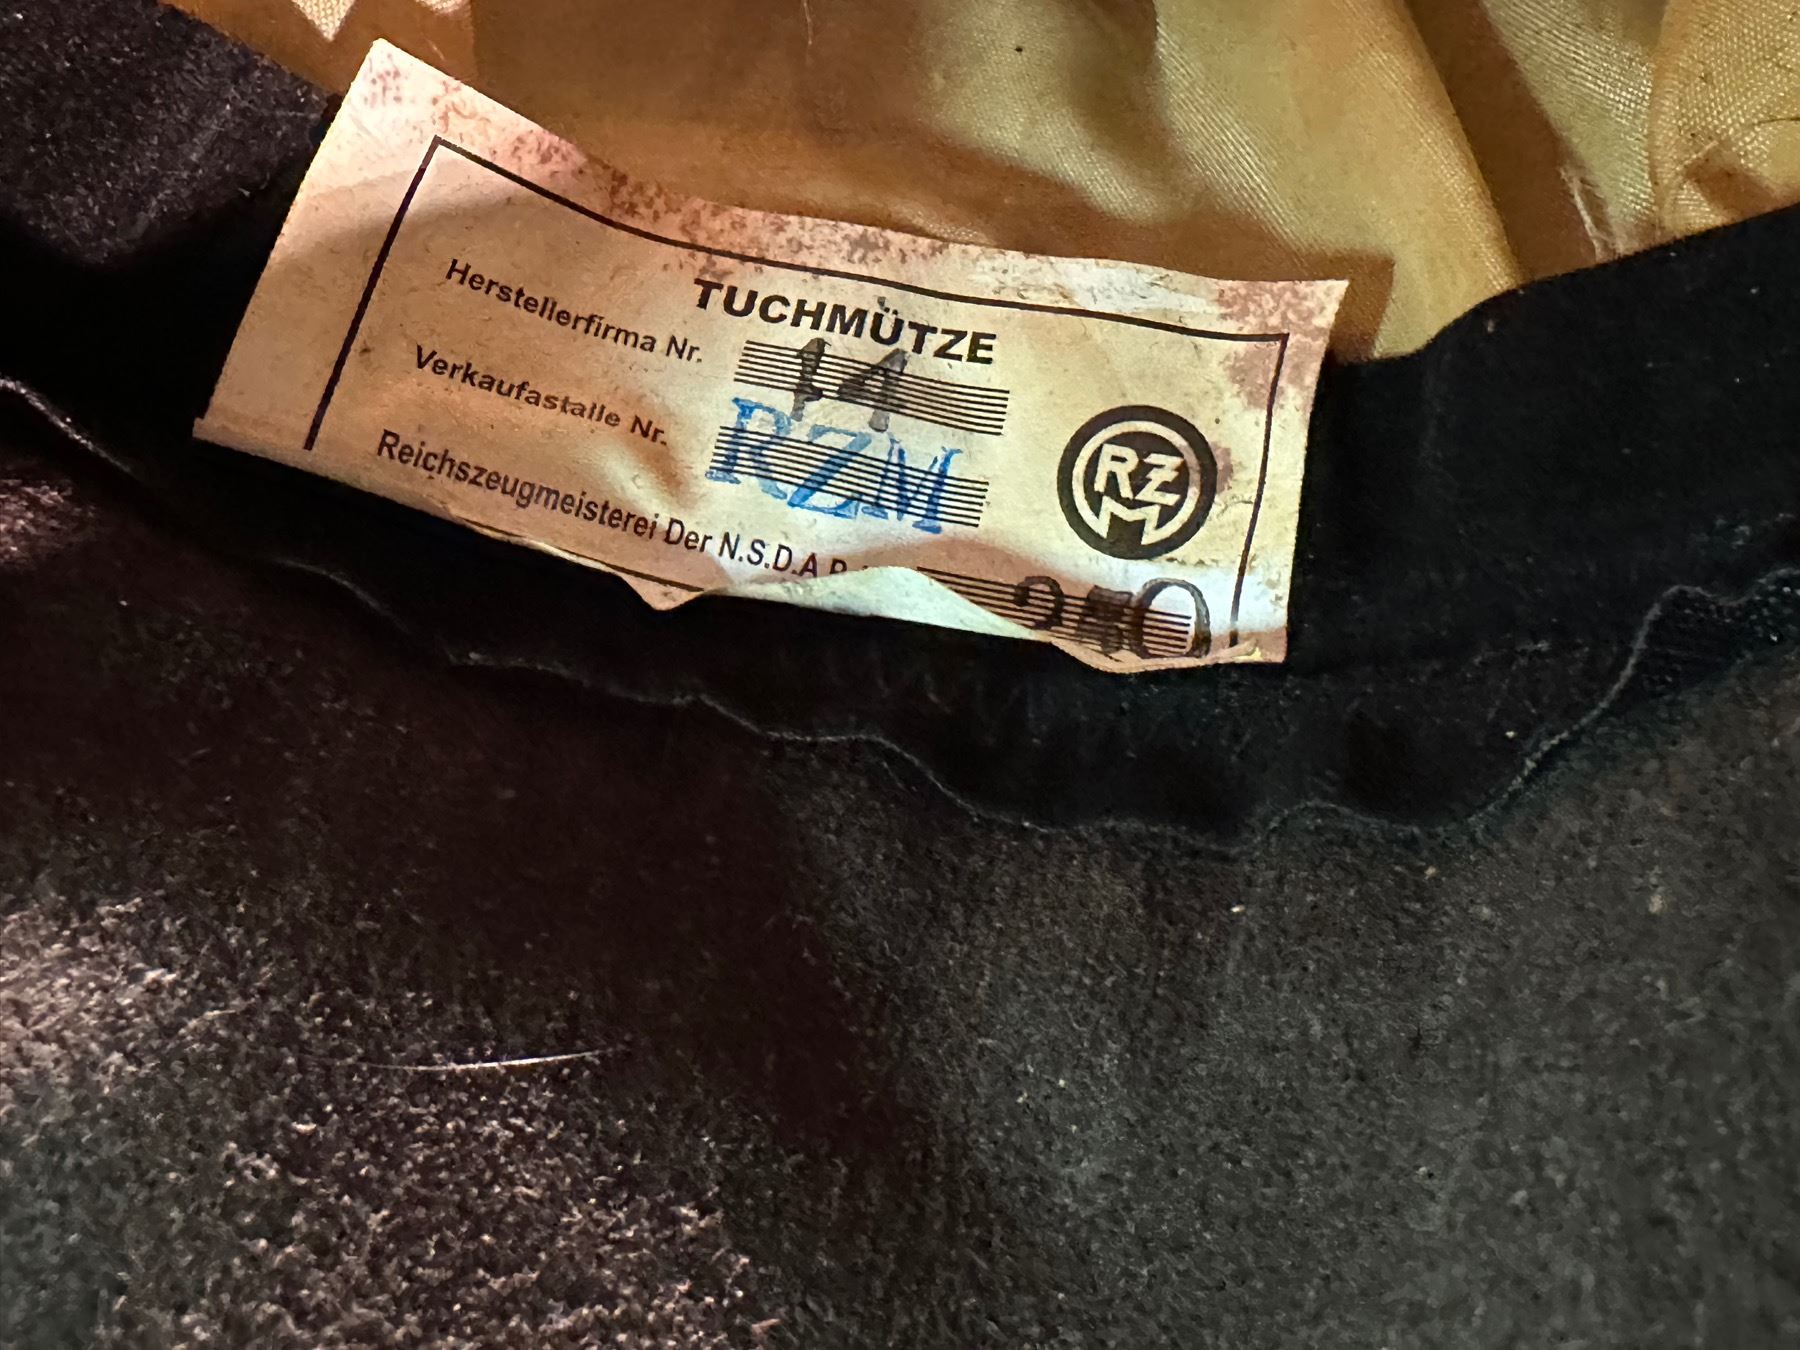 TUCHMÜTZE
Herstellerfirma Nr. 14
Verkaufastalle Nr. RZM
Reichszeugmeisterei Der N.S.D.A.P.
RZM